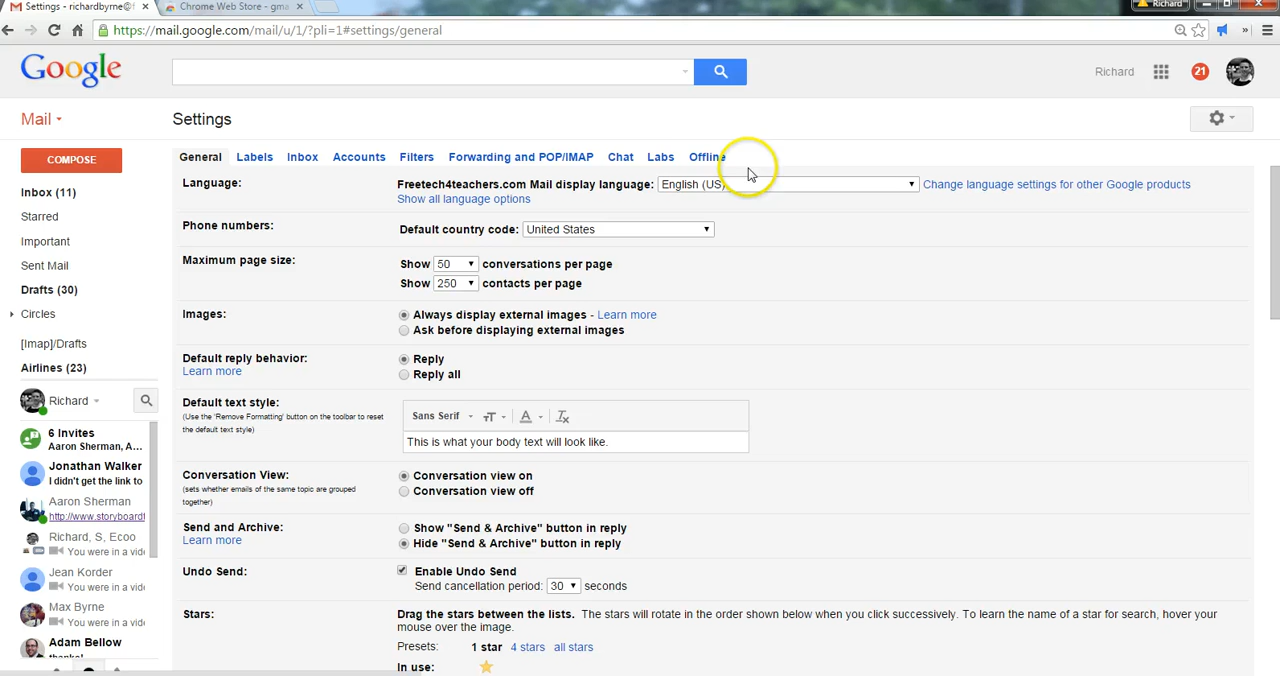 Settings - richardbyrne@f
Chrome Web Store - gma
Richard
https://mail.google.com/mail/u/1/?pli=1#settings/general
Google
Richard
21
Mail
Settings
COMPOSE
General Labels Inbox Accounts Filters Forwarding and POP/IMAP Chat Labs Offline
Inbox (11)
Starred
Important
Sent Mail
Drafts (30)
Circles
[Imap]/Drafts
Airlines (23)
Richard
6 Invites
Aaron Sherman, A...
Jonathan Walker
I didn't get the link to
Aaron Sherman
http://www.storyboardt
Richard, S, Ecoo
You were in a vide
Jean Korder
You were in a vide
Max Byrne
You were in a vide
Adam Bellow
thanks!
Language:
Freetech4teachers.com Mail display language: English (US) Change language settings for other Google products
Show all language options
Phone numbers:
Default country code: United States
Maximum page size:
Show 50 conversations per page
Show 250 contacts per page
Images:
Always display external images - Learn more
Ask before displaying external images
Default reply behavior:
Learn more
Reply
Reply all
Default text style:
(Use the 'Remove Formatting' button on the toolbar to reset
the default text style)
Sans Serif
This is what your body text will look like.
Conversation View:
(sets whether emails of the same topic are grouped
together)
Conversation view on
Conversation view off
Send and Archive:
Learn more
Show "Send & Archive" button in reply
Hide "Send & Archive" button in reply
Undo Send:
Enable Undo Send
Send cancellation period: 30 seconds
Stars:
Drag the stars between the lists. The stars will rotate in the order shown below when you click successively. To learn the name of a star for search, hover your
mouse over the image.
Presets: 1 star 4 stars all stars
In use: